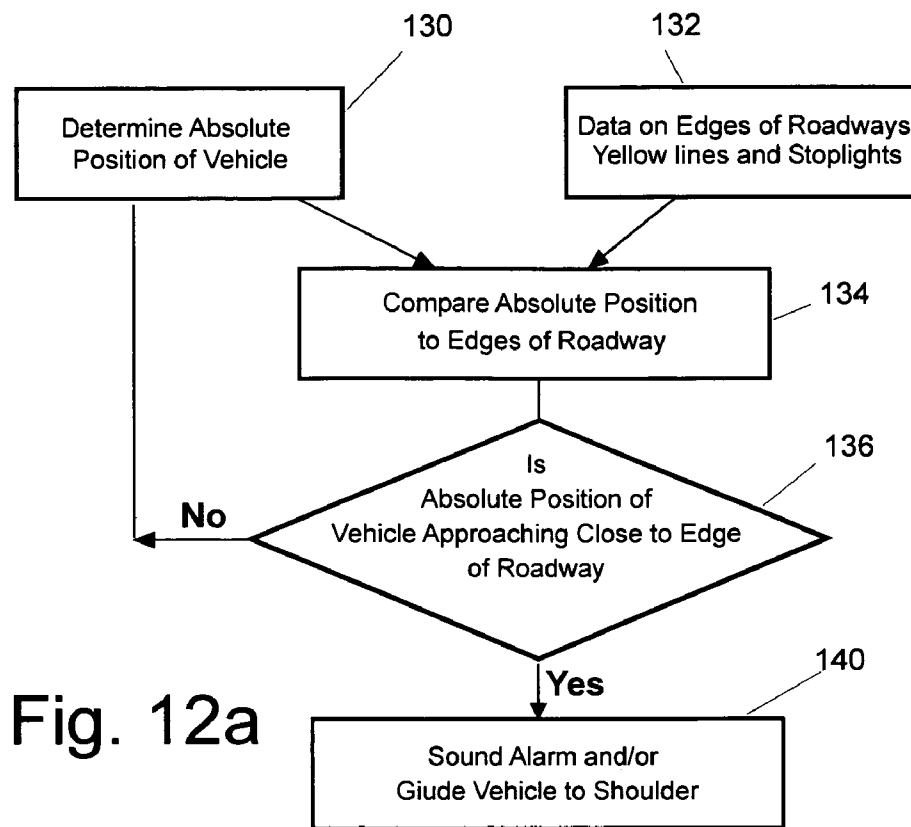 130
132
Determine Absolute
Position of Vehicle
Data on Edges of Roadways
Yellow lines and Stoplights
Compare Absolute Position
to Edges of Roadway
134
136
Is
Absolute Position of
Vehicle Approaching Close to Edge
of Roadway
No
Yes
140
Fig. 12a
Sound Alarm and/or
Giude Vehicle to Shoulder